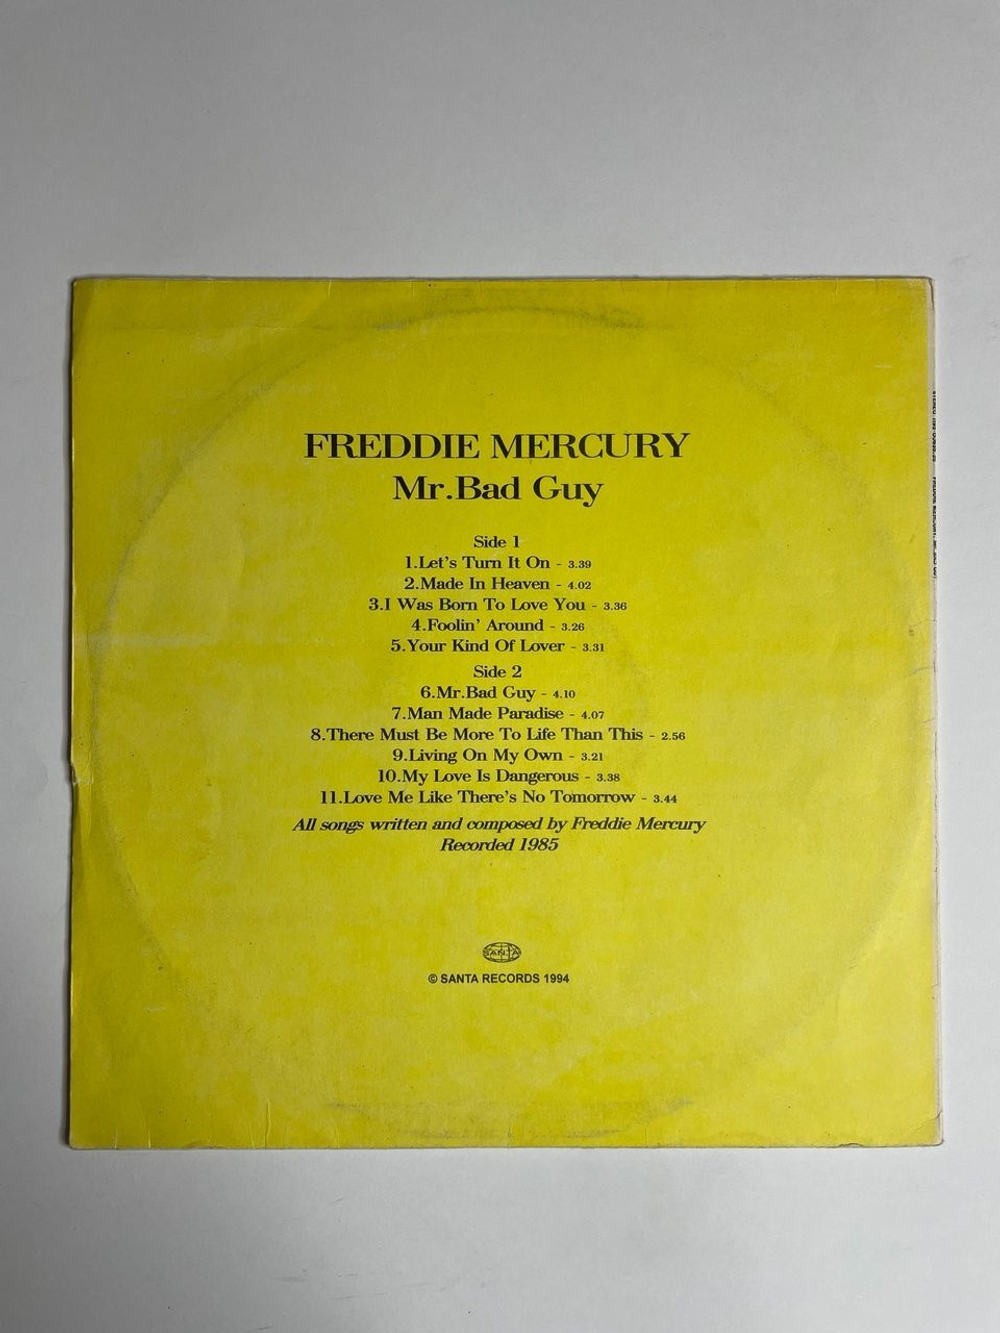 FREDDIE MERCURY
Mr.Bad Guy
Side 1
1.Let's Turn It On - 3.39
2.Made In Heaven - 4.02
3.I Was Born To Love You - 3.36
4.Foolin' Around - 3.26
5.Your Kind Of Lover - 3.31
Side 2
6.Mr.Bad Guy - 4.10
7.Man Made Paradise - 4.07
8.There Must Be More To Life Than This - 2.56
9.Living On My Own - 3.21
10.My Love Is Dangerous - 3.38
11.Love Me Like There's No Tomorrow - 3.44
All songs written and composed by Freddie Mercury
Recorded 1985
SANTA
© SANTA RECORDS 1994